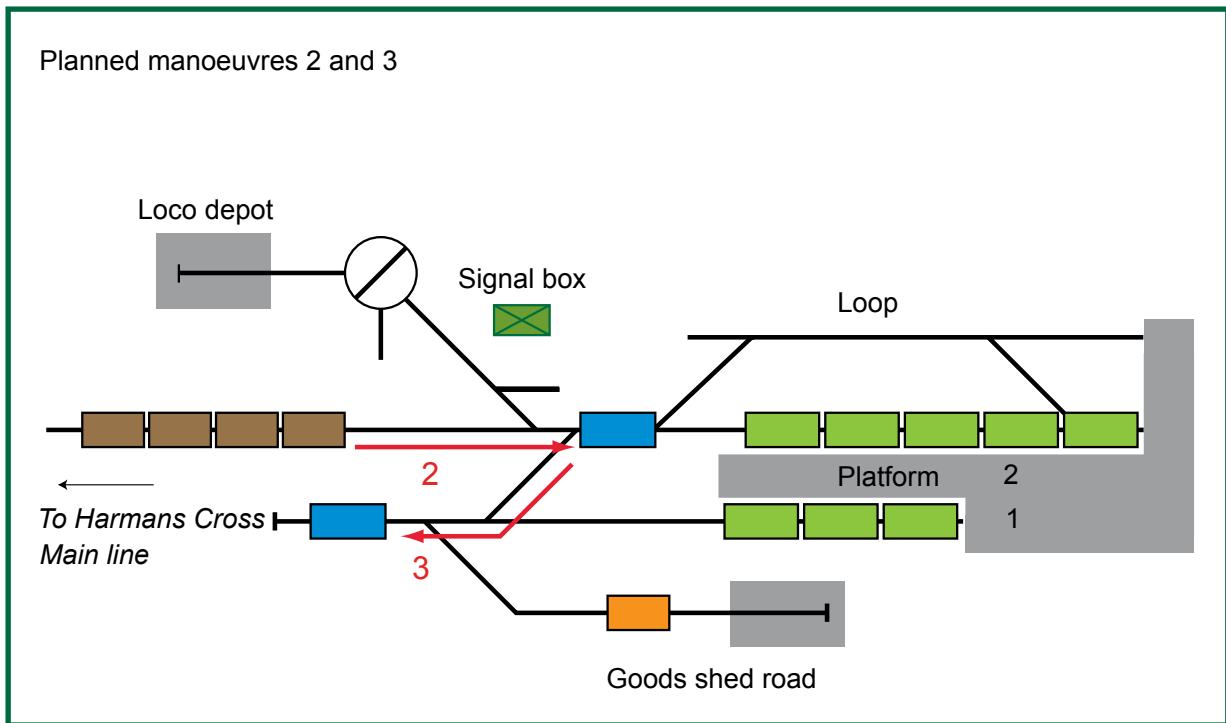 Planned manoeuvres 2 and 3
Loco depot
Signal box
Loop
2
Platform 2
To Harmans Cross
Main line
1
3
Goods shed road